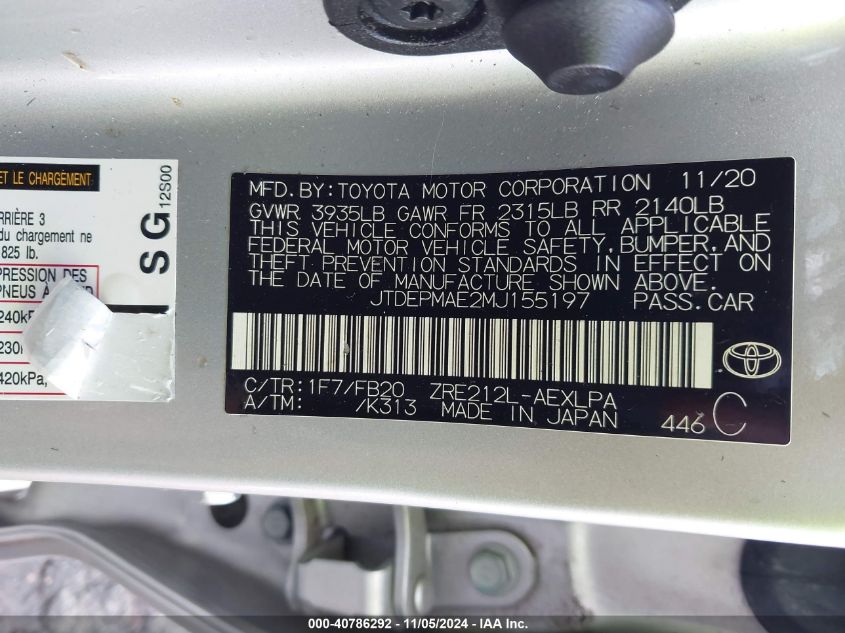 ET LE CHARGEMENT
RRIÈRE 3
du chargement ne
825 lb.
PRESSION DES
PNEUS À
240k
230
420kPa,
SG
12S00
MFD. BY: TOYOTA MOTOR CORPORATION 11/20
GVWR 3935LB GAWR FR 2315LB RR 2140LB
THIS VEHICLE CONFORMS TO ALL APPLICABLE
FEDERAL MOTOR VEHICLE SAFETY, BUMPER, AND
THEFT PREVENTION STANDARDS IN EFFECT ON
THE DATE OF MANUFACTURE SHOWN ABOVE.
JTDEPMAE2MJ155197 PASS.CAR
C/TR: 1F7/FB20 ZRE212L-AEXLPA
A/TM: /K313 MADE IN JAPAN 446 C
000-40786292 - 11/05/2024 - IAA Inc.